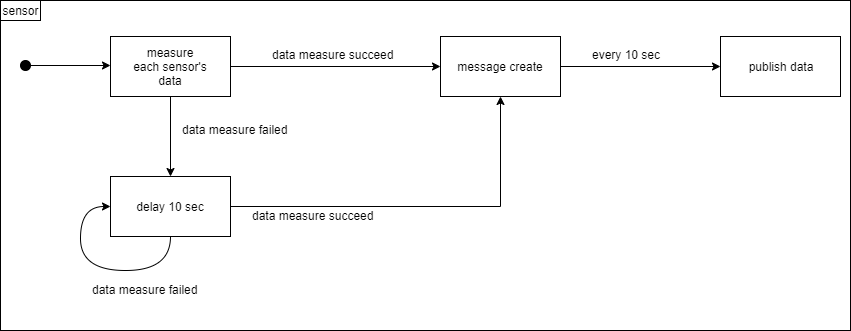 sensor
measure
each sensor's
data
data measure succeed
message create
every 10 sec
publish data
data measure failed
delay 10 sec
data measure succeed
data measure failed